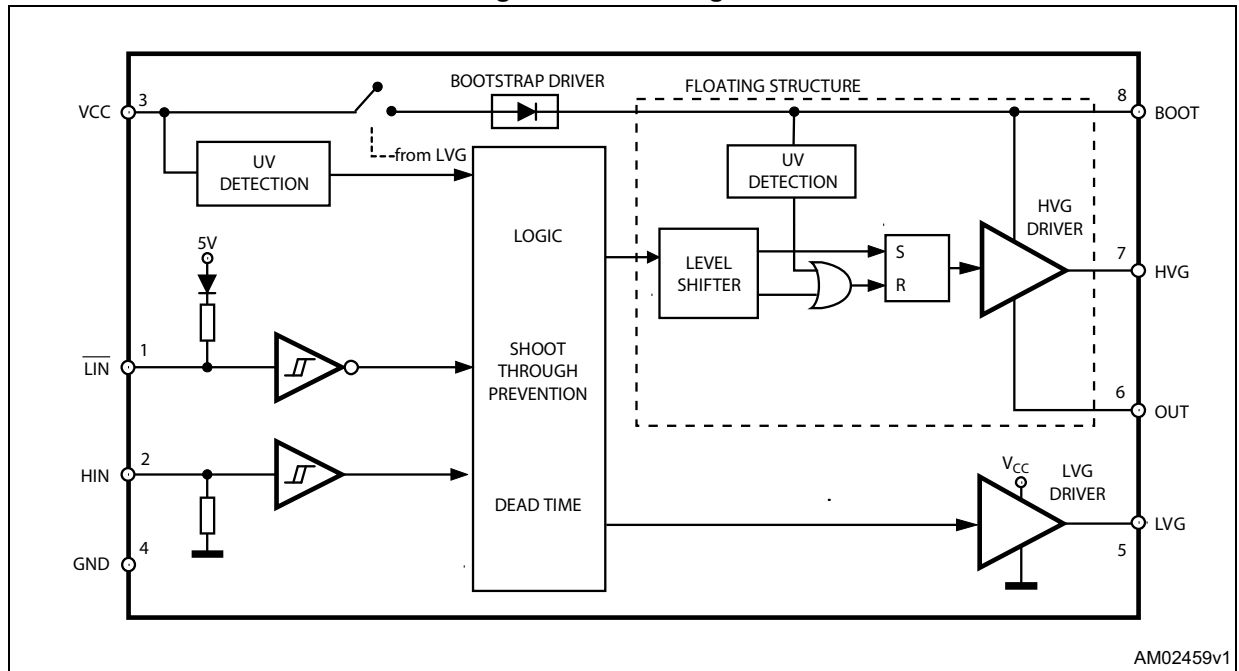 BOOTSTRAP DRIVER
FLOATING STRUCTURE
VCC
3
8
BOOT
from LVG
UV
DETECTION
UV
DETECTION
LOGIC
SHOOT
THROUGH
PREVENTION
DEAD TIME
5V
LEVEL
SHIFTER
S
R
HVG
DRIVER
7
HVG
LIN
1
6
OUT
HIN
2
VCC
LVG
DRIVER
LVG
5
GND
4
AM02459v1